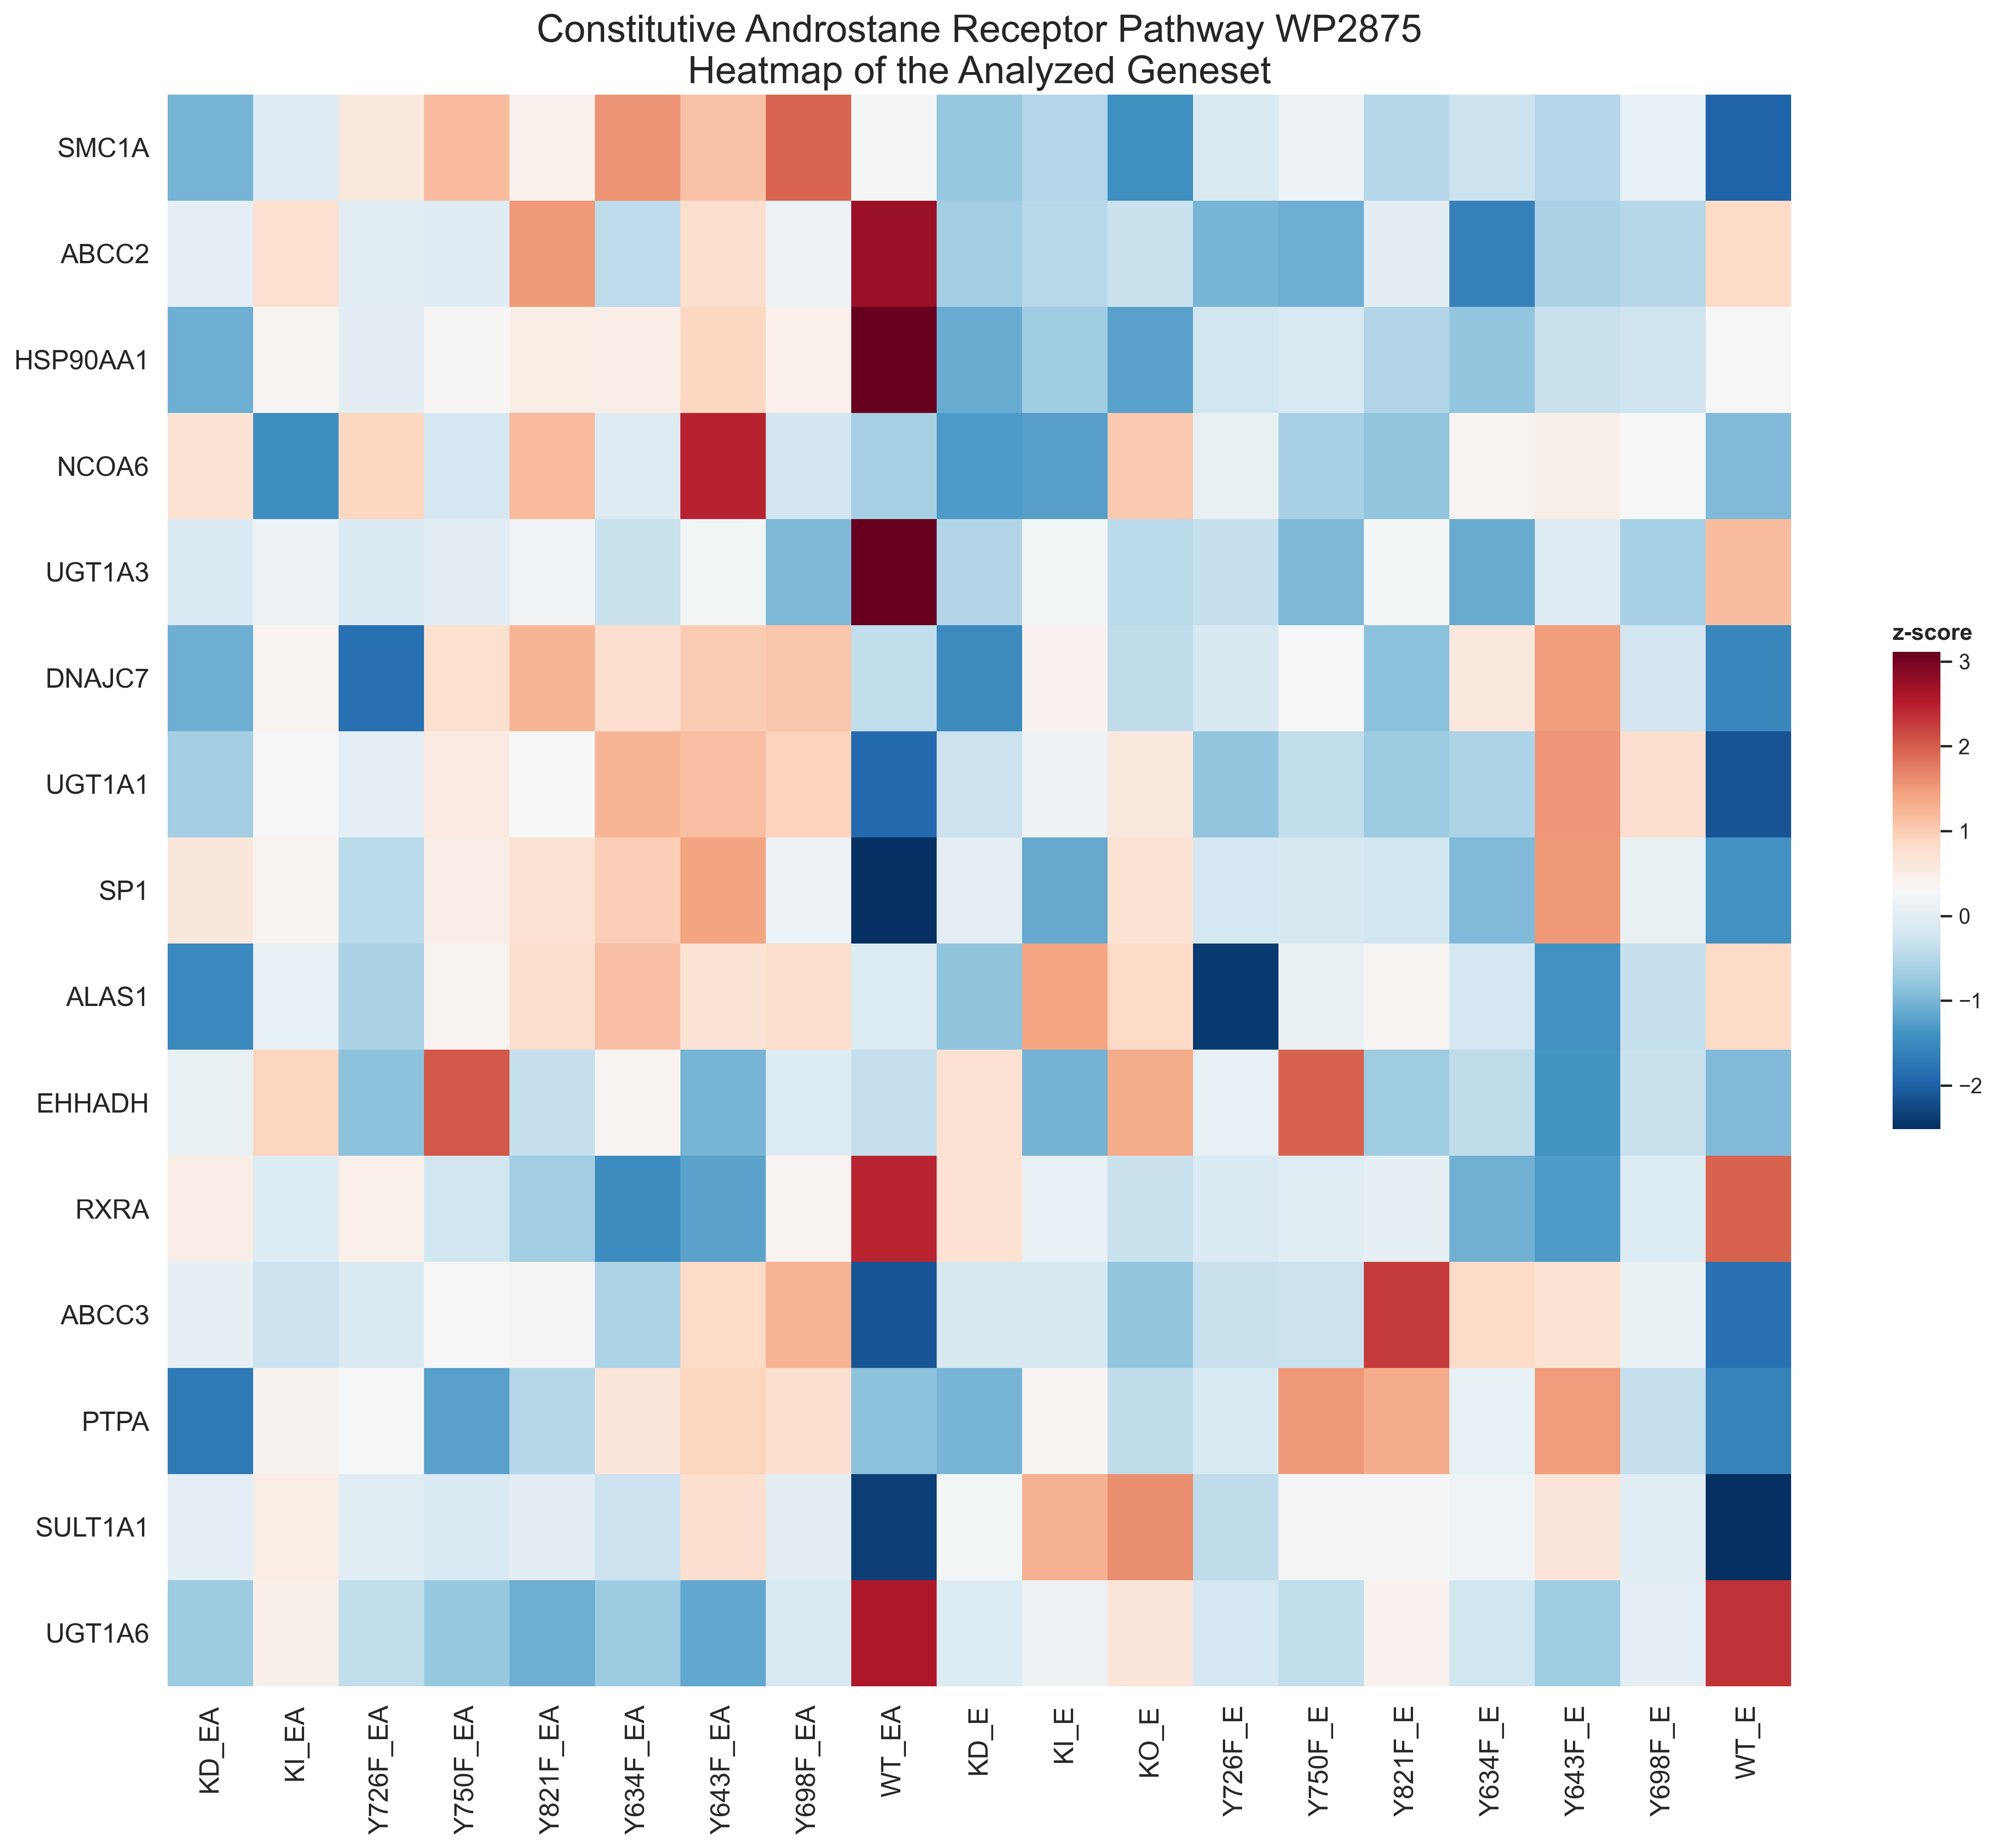 Constitutive Androstane Receptor Pathway WP2875
Heatmap of the Analyzed Geneset
SMC1A
ABCC2
HSP90AA1
NCOA6
UGT1A3
DNAJC7
UGT1A1
SP1
ALAS1
EHHADH
RXRA
ABCC3
PTPA
SULT1A1
UGT1A6
KD_EA
KI_EA
Y726F_EA
Y750F_EA
Y821F_EA
Y634F_EA
Y643F_EA
Y698F_EA
WT_EA
KD_E
KI_E
KO_E
Y726F_E
Y750F_E
Y821F_E
Y634F_E
Y643F_E
Y698F_E
WT_E
z-score
3
2
1
0
−1
−2